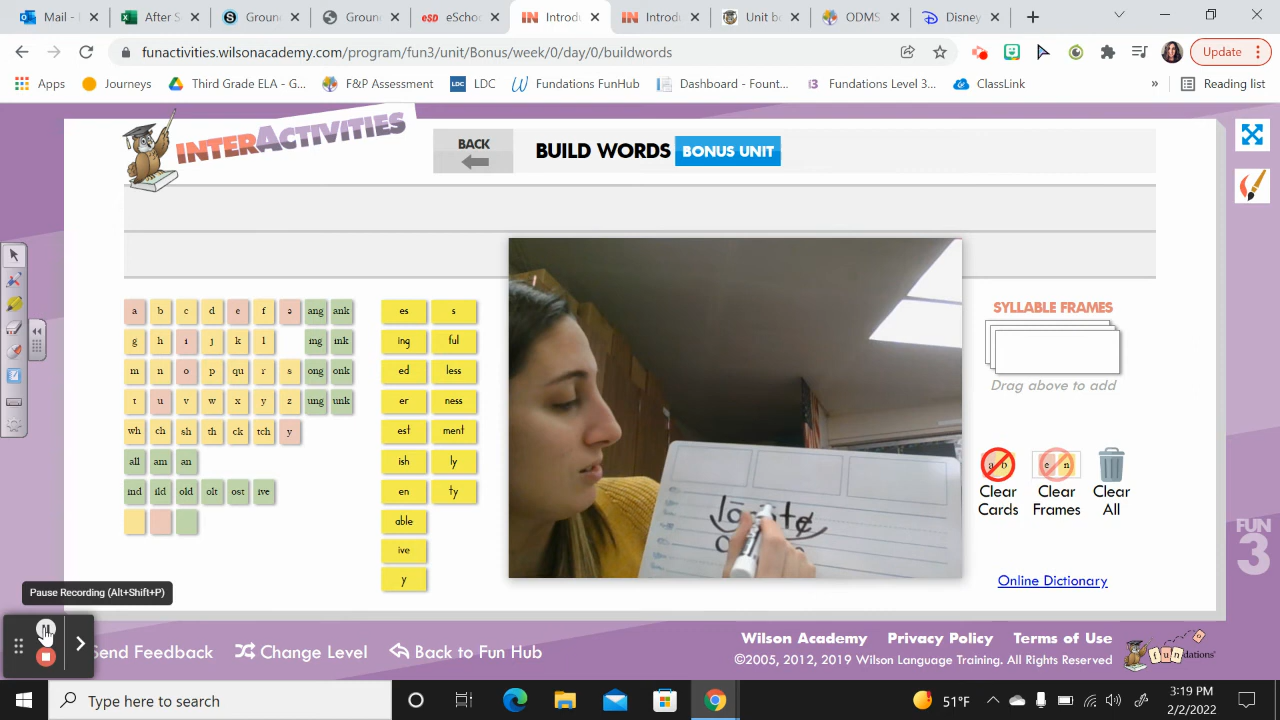 Mail -
After S
Ground
Groun
esd eSchoo
Introdu
Introdu
Unit b
ODMS
Disney
funactivities.wilsonacademy.com/program/fun3/unit/Bonus/week/0/day/0/buildwords
Update
Apps
Journeys
Third Grade ELA - G...
F&P Assessment
LDC LDC
Fundations FunHub
Dashboard - Fount...
Fundations Level 3...
ClassLink
»
Reading list
INTERACTIVITIES
BACK
BUILD WORDS BONUS UNIT
a b c d e f ə ang ank
g h i j k l ing ink
m n o p qu r s ong onk
t u v w x y z ung unk
wh ch sh th ck tch y
all am an
ind ild old olt ost ive
es s
ing ful
ed less
er ness
est ment
ish ly
en ty
able
ive
y
SYLLABLE FRAMES
Drag above to add
a b
e n
Clear Cards
Clear Frames
Clear All
Online Dictionary
FUN 3
Pause Recording (Alt+Shift+P)
Send Feedback
Change Level
Back to Fun Hub
Wilson Academy Privacy Policy Terms of Use
©2005, 2012, 2019 Wilson Language Training. All Rights Reserved
fundations
Type here to search
51°F
3:19 PM
2/2/2022